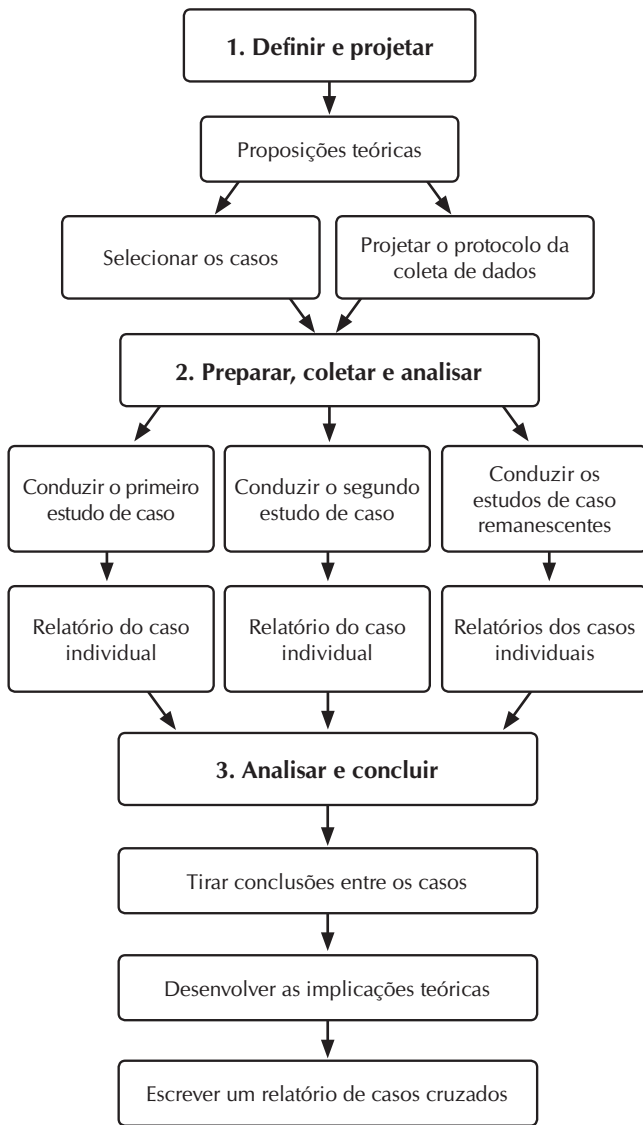 1. Definir e projetar
Proposições teóricas
Selecionar os casos
Projetar o protocolo da
coleta de dados
2. Preparar, coletar e analisar
Conduzir o primeiro
estudo de caso
Conduzir o segundo
estudo de caso
Conduzir os
estudos de caso
remanescentes
Relatório do caso
individual
Relatório do caso
individual
Relatórios dos casos
individuais
3. Analisar e concluir
Tirar conclusões entre os casos
Desenvolver as implicações teóricas
Escrever um relatório de casos cruzados